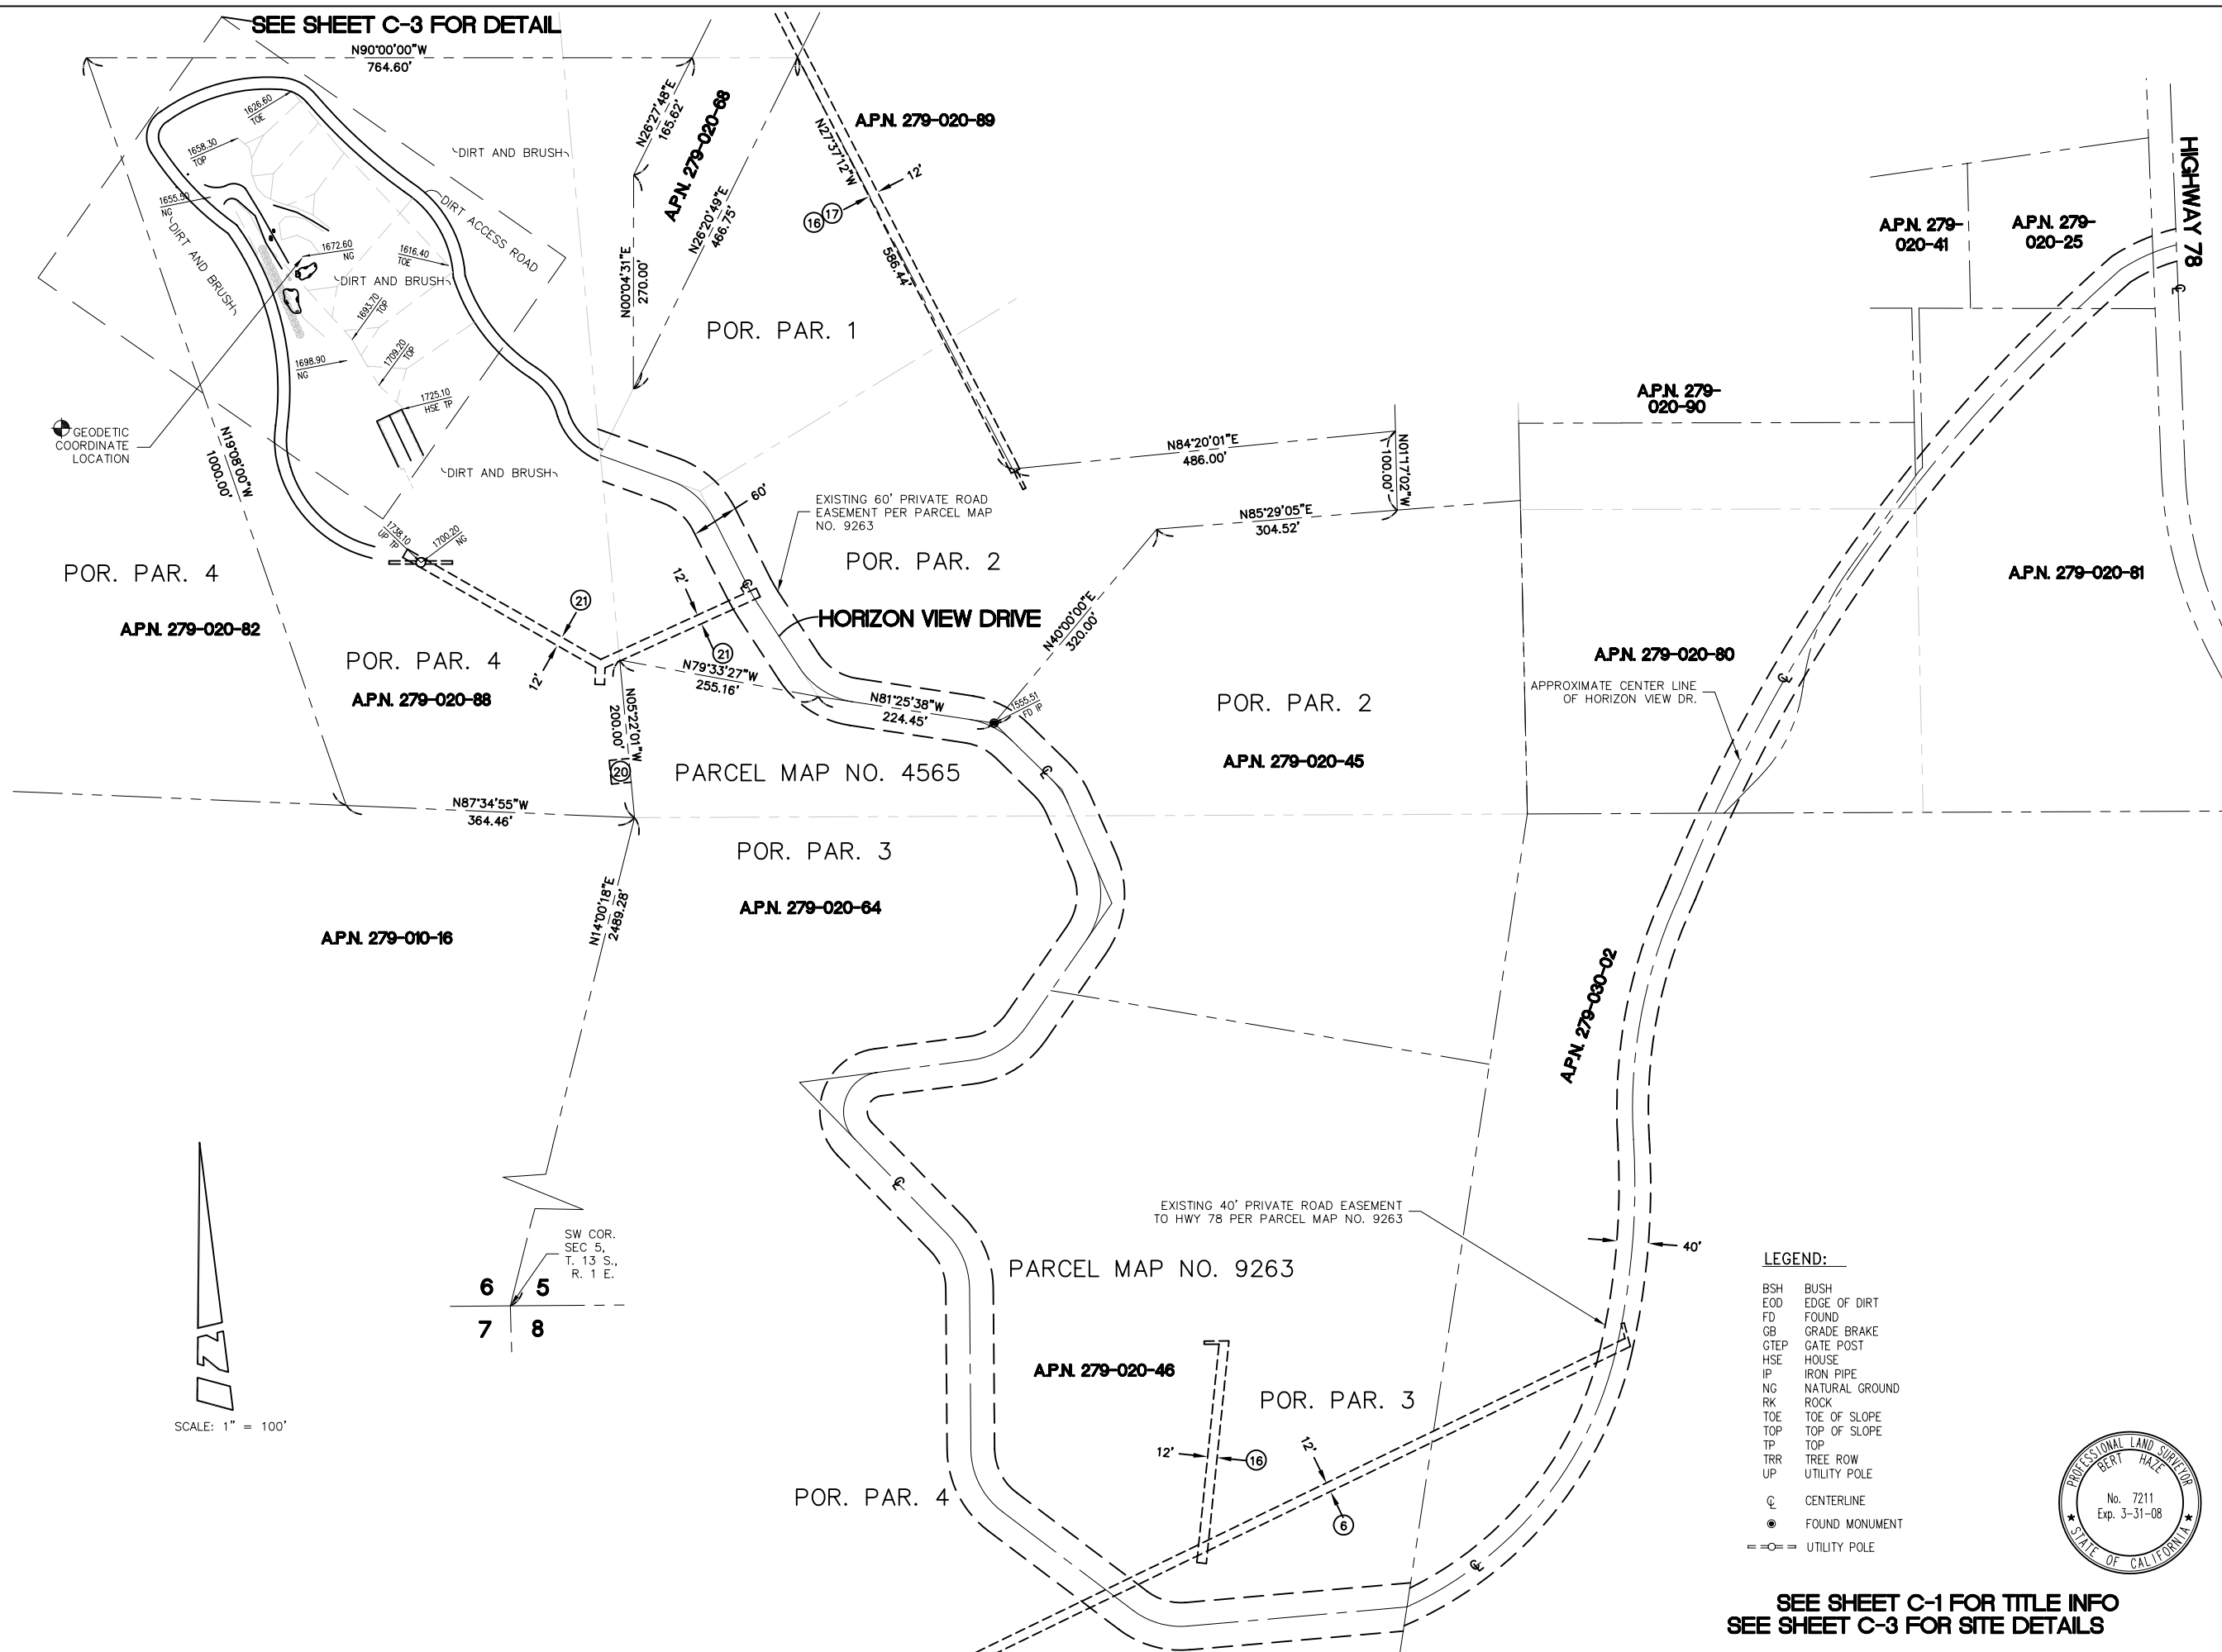 SEE SHEET C-3 FOR DETAIL
N90°00'00"W
764.60'
1626.60
TOE
1658.30
TOP
DIRT AND BRUSH
1655.50
NG
DIRT AND BRUSH
DIRT ACCESS ROAD
1672.60
NG
1616.40
TOE
DIRT AND BRUSH
1693.70
TOP
1709.20
TOP
1698.90
NG
1725.10
HSE TP
GEODETIC
COORDINATE
LOCATION
N19°08'00"W
1000.00'
DIRT AND BRUSH
1738.10
UP TP
1700.20
NG
N26°27'48"E
165.62'
A.P.N. 279-020-68
N26°20'49"E
466.75'
N00°04'31"E
270.00'
A.P.N. 279-020-89
N27°37'12"W
586.44'
12'
16
17
POR. PAR. 1
A.P.N. 279-
020-41
A.P.N. 279-
020-25
HIGHWAY 78
℄
A.P.N. 279-
020-90
N84°20'01"E
486.00'
N01°17'02"W
100.00'
N85°29'05"E
304.52'
60'
EXISTING 60' PRIVATE ROAD
EASEMENT PER PARCEL MAP
NO. 9263
POR. PAR. 2
℄
HORIZON VIEW DRIVE
POR. PAR. 4
A.P.N. 279-020-82
21
12'
12'
21
POR. PAR. 4
A.P.N. 279-020-88
N79°33'27"W
255.16'
N05°22'01"W
200.00'
20
N81°25'38"W
224.45'
1555.51
FD IP
N40°00'00"E
320.00'
A.P.N. 279-020-81
A.P.N. 279-020-80
APPROXIMATE CENTER LINE
OF HORIZON VIEW DR.
℄
POR. PAR. 2
A.P.N. 279-020-45
PARCEL MAP NO. 4565
℄
N87°34'55"W
364.46'
POR. PAR. 3
A.P.N. 279-020-64
A.P.N. 279-010-16
N14°00'18"E
2489.28'
A.P.N. 279-030-02
℄
EXISTING 40' PRIVATE ROAD EASEMENT
TO HWY 78 PER PARCEL MAP NO. 9263
40'
SW COR.
SEC 5,
T. 13 S.,
R. 1 E.
6 5
7 8
N
SCALE: 1" = 100'
PARCEL MAP NO. 9263
A.P.N. 279-020-46
POR. PAR. 3
12'
16
12'
6
POR. PAR. 4
℄
LEGEND:
BSH BUSH
EOD EDGE OF DIRT
FD FOUND
GB GRADE BRAKE
GTEP GATE POST
HSE HOUSE
IP IRON PIPE
NG NATURAL GROUND
RK ROCK
TOE TOE OF SLOPE
TOP TOP OF SLOPE
TP TOP
TRR TREE ROW
UP UTILITY POLE
℄ CENTERLINE
FOUND MONUMENT
UTILITY POLE
PROFESSIONAL LAND SURVEYOR
BERT HAZE
No. 7211
Exp. 3-31-08
STATE OF CALIFORNIA
SEE SHEET C-1 FOR TITLE INFO
SEE SHEET C-3 FOR SITE DETAILS